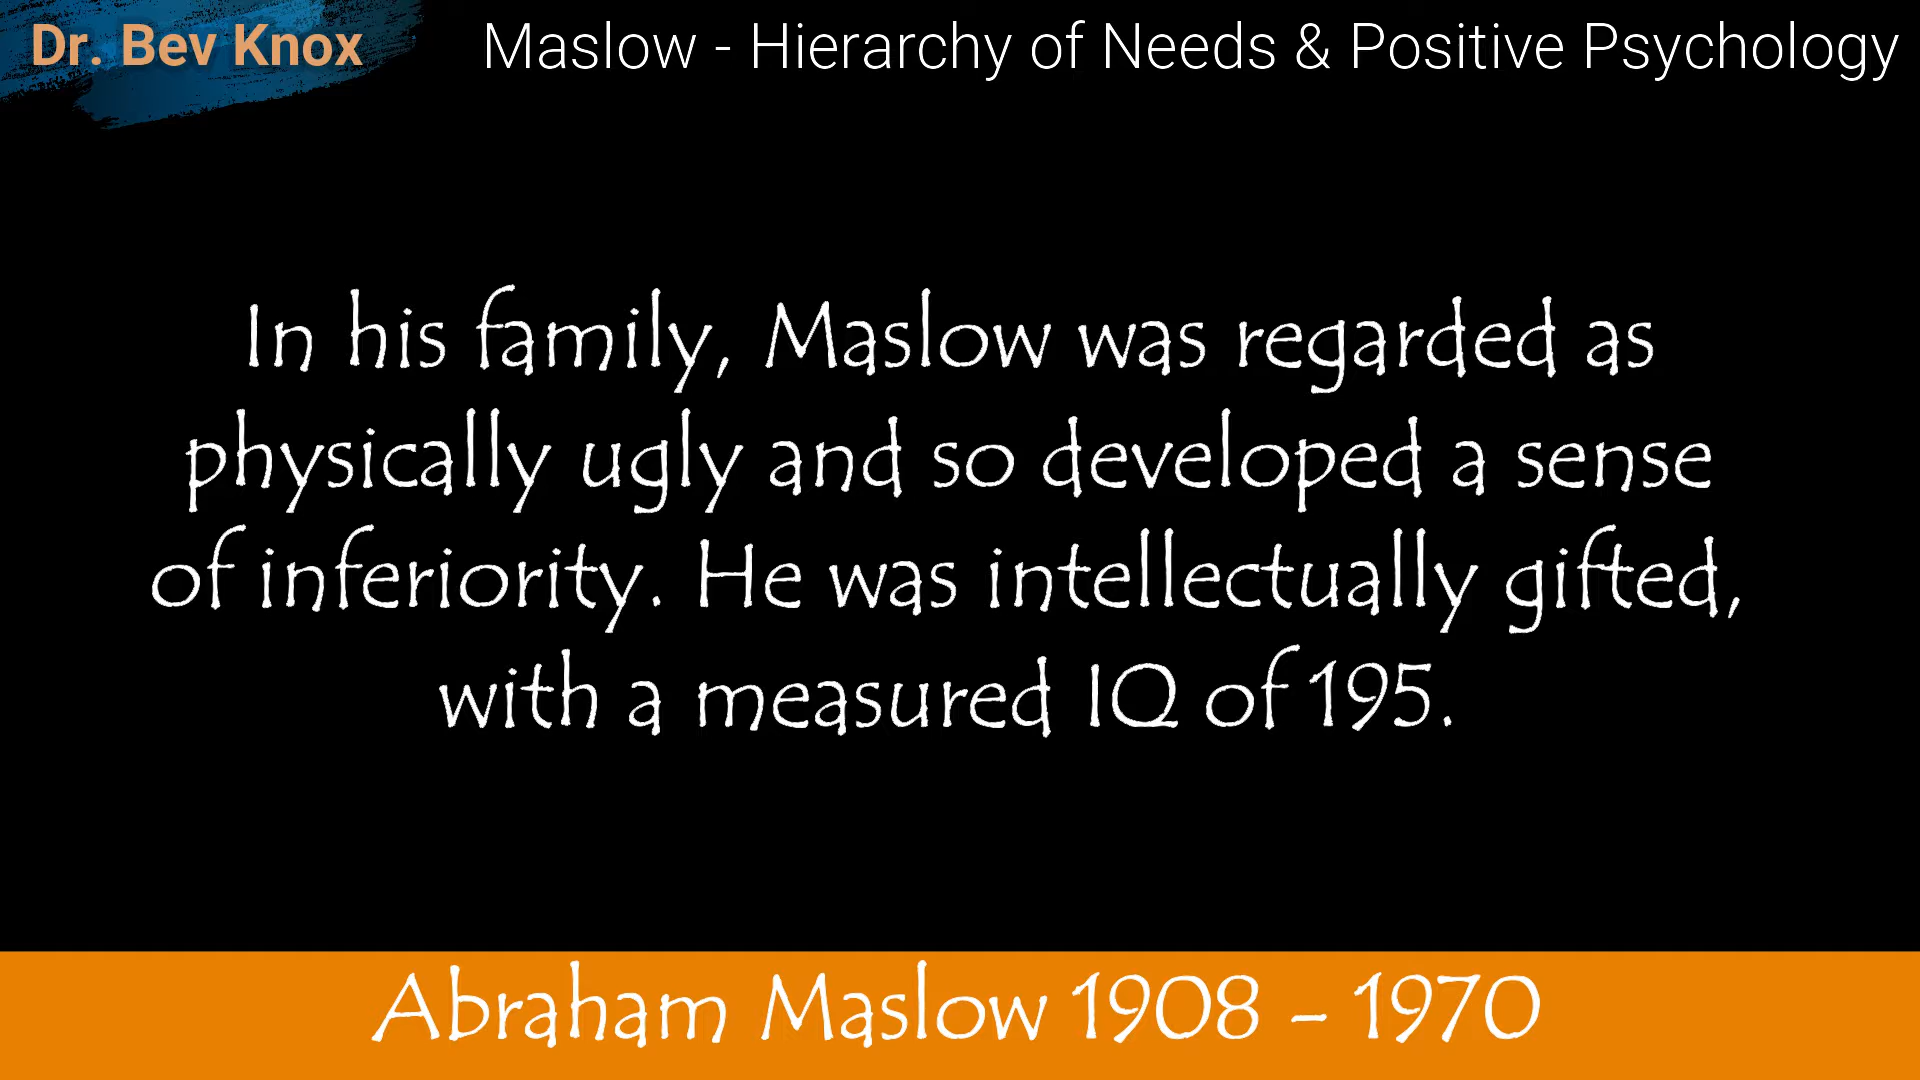 Dr. Bev Knox
Maslow - Hierarchy of Needs & Positive Psychology
In his family, Maslow was regarded as
physically ugly and so developed a sense
of inferiority. He was intellectually gifted,
with a measured IQ of 195.
Abraham Maslow 1908 - 1970